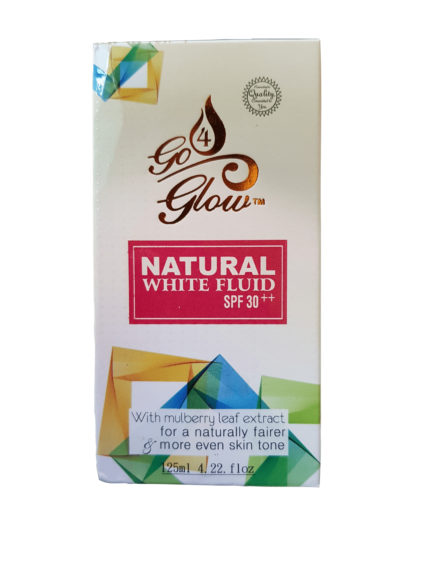 Quality
Go 4
Glow™
NATURAL
WHITE FLUID
SPF 30++
With mulberry leaf extract
for a naturally fairer
& more even skin tone
125ml 4.22.floz